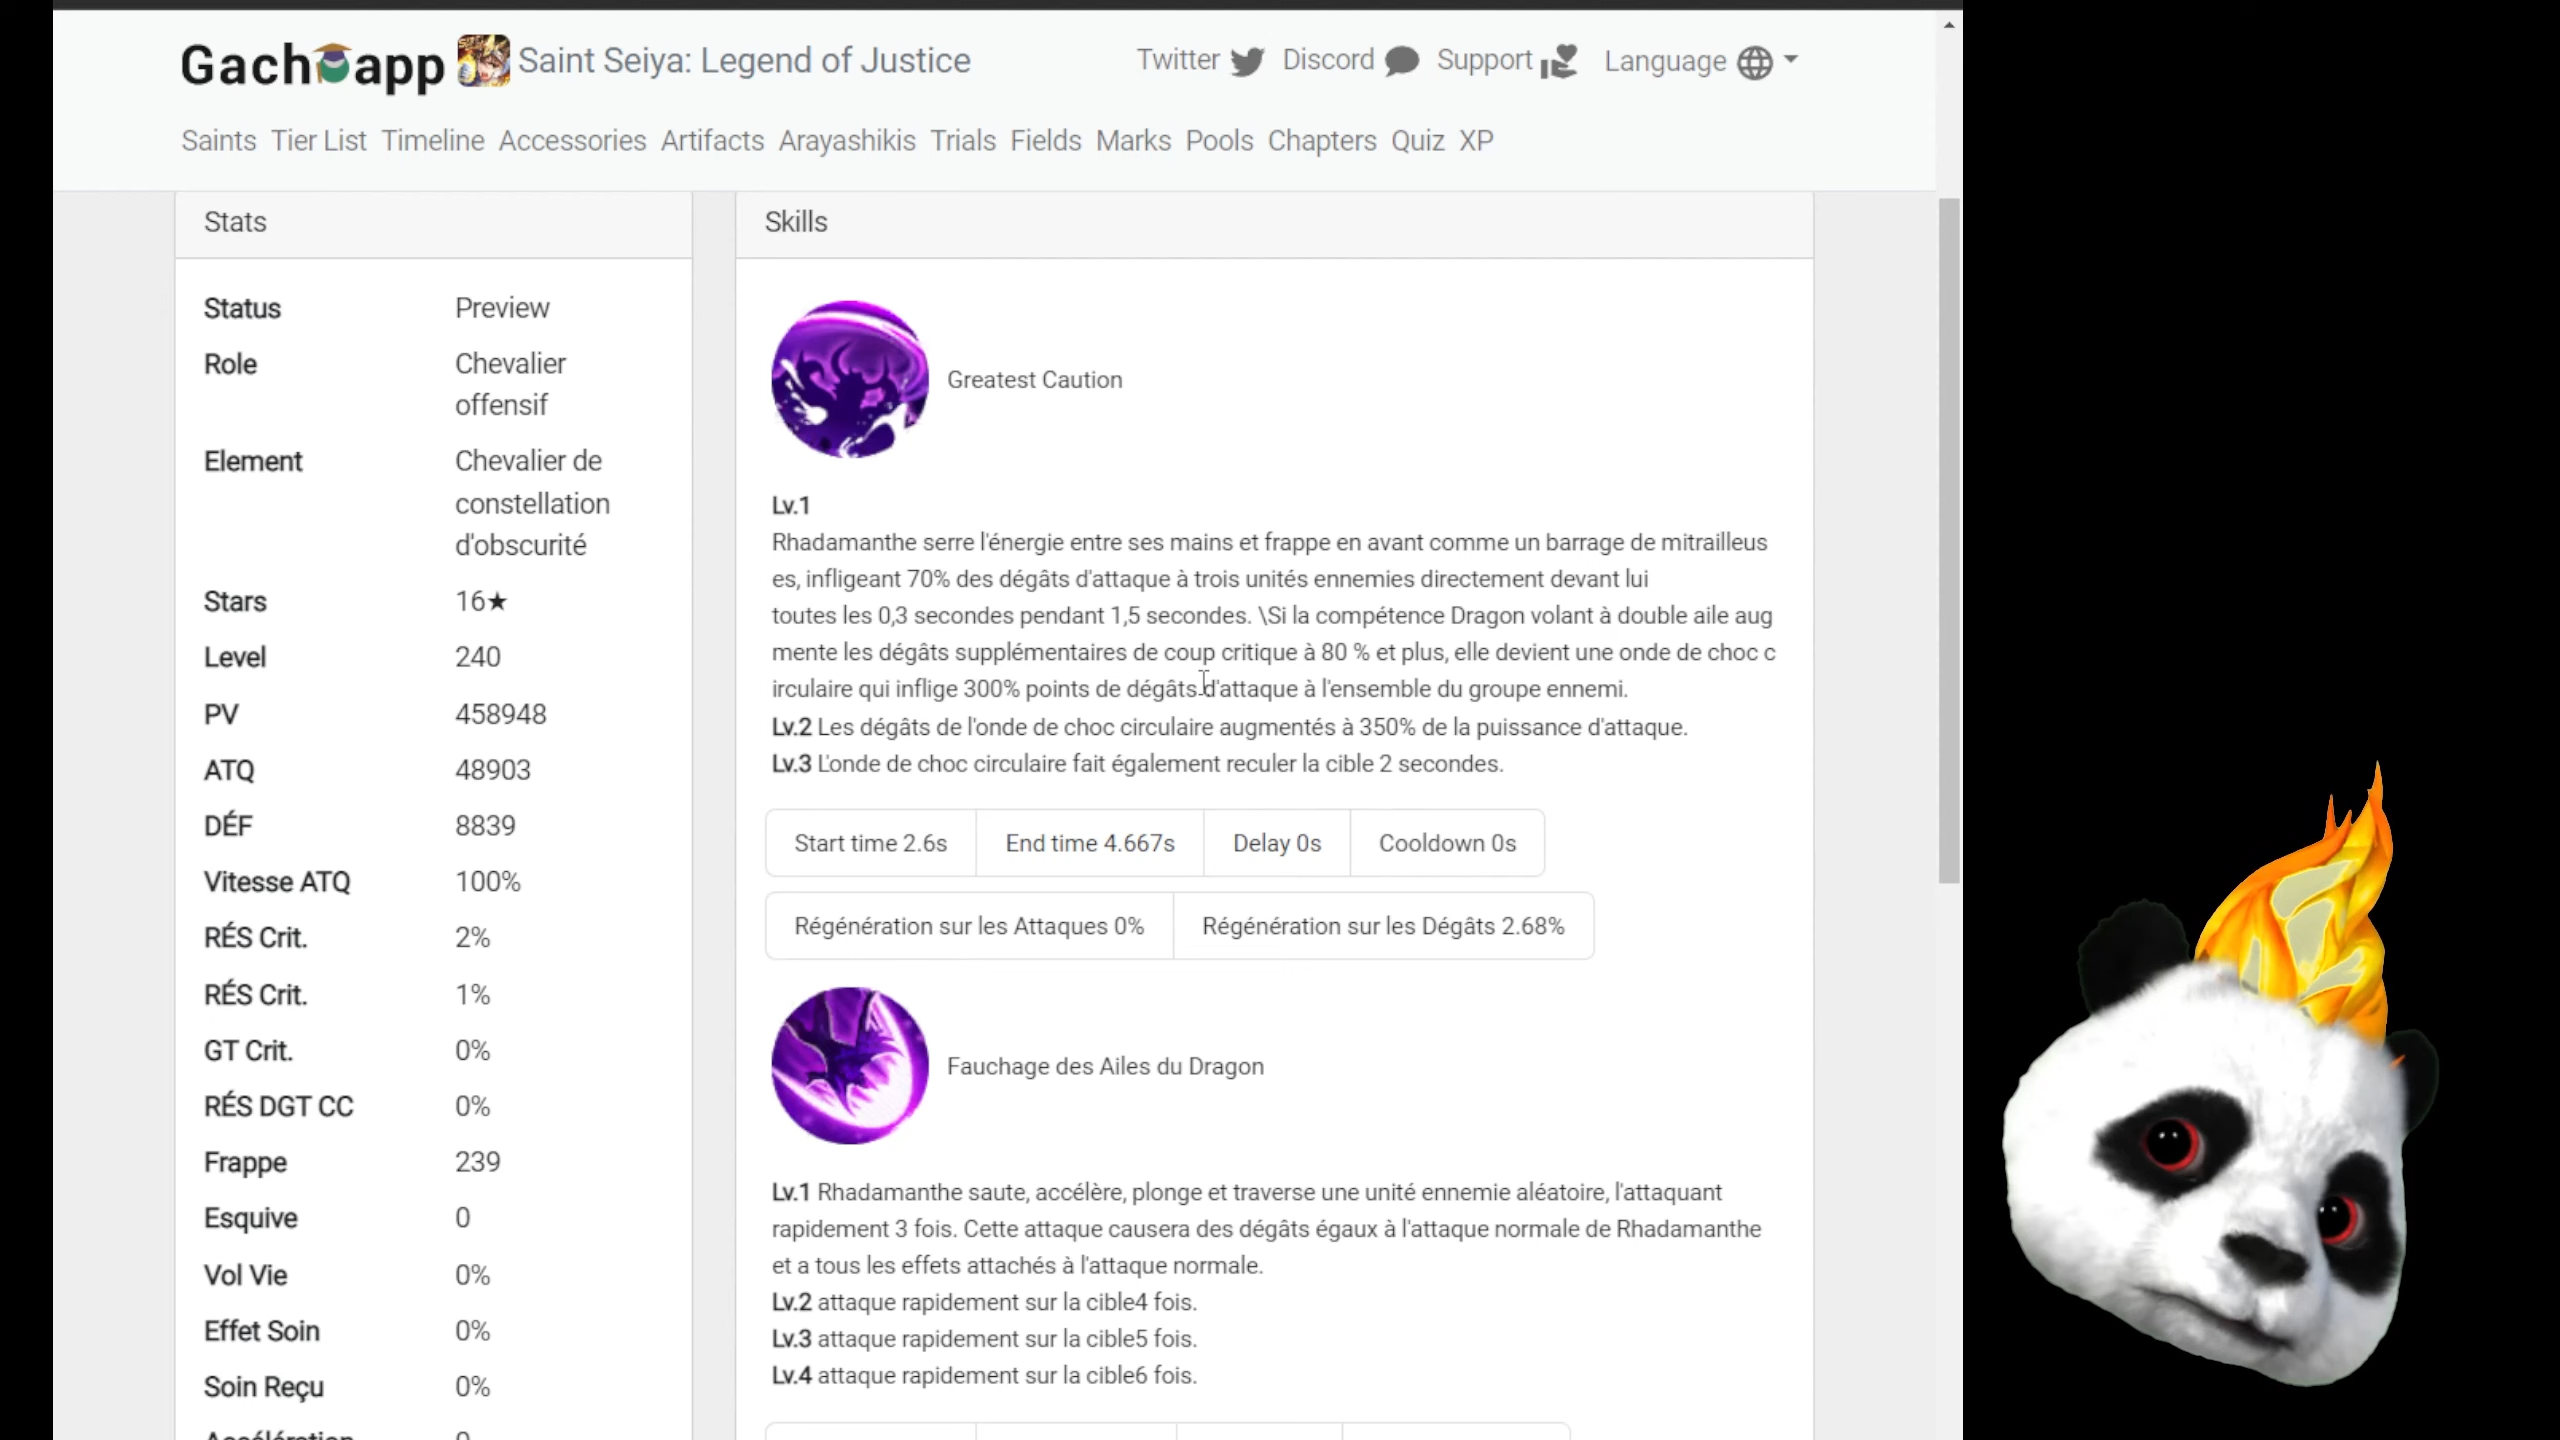 Gach app Saint Seiya: Legend of Justice
Twitter Discord Support Language
Saints Tier List Timeline Accessories Artifacts Arayashikis Trials Fields Marks Pools Chapters Quiz XP
Stats
Status Preview
Role Chevalier
offensif
Element Chevalier de
constellation
d'obscurité
Stars 16★
Level 240
PV 458948
ATQ 48903
DÉF 8839
Vitesse ATQ 100%
RÉS Crit. 2%
RÉS Crit. 1%
GT Crit. 0%
RÉS DGT CC 0%
Frappe 239
Esquive 0
Vol Vie 0%
Effet Soin 0%
Soin Reçu 0%
Skills
Greatest Caution
Lv.1
Rhadamanthe serre l'énergie entre ses mains et frappe en avant comme un barrage de mitrailleus
es, infligeant 70% des dégâts d'attaque à trois unités ennemies directement devant lui
toutes les 0,3 secondes pendant 1,5 secondes. \Si la compétence Dragon volant à double aile aug
mente les dégâts supplémentaires de coup critique à 80 % et plus, elle devient une onde de choc c
irculaire qui inflige 300% points de dégâts d'attaque à l'ensemble du groupe ennemi.
Lv.2 Les dégâts de l'onde de choc circulaire augmentés à 350% de la puissance d'attaque.
Lv.3 L'onde de choc circulaire fait également reculer la cible 2 secondes.
Start time 2.6s End time 4.667s Delay 0s Cooldown 0s
Régénération sur les Attaques 0% Régénération sur les Dégâts 2.68%
Fauchage des Ailes du Dragon
Lv.1 Rhadamanthe saute, accélère, plonge et traverse une unité ennemie aléatoire, l'attaquant
rapidement 3 fois. Cette attaque causera des dégâts égaux à l'attaque normale de Rhadamanthe
et a tous les effets attachés à l'attaque normale.
Lv.2 attaque rapidement sur la cible4 fois.
Lv.3 attaque rapidement sur la cible5 fois.
Lv.4 attaque rapidement sur la cible6 fois.